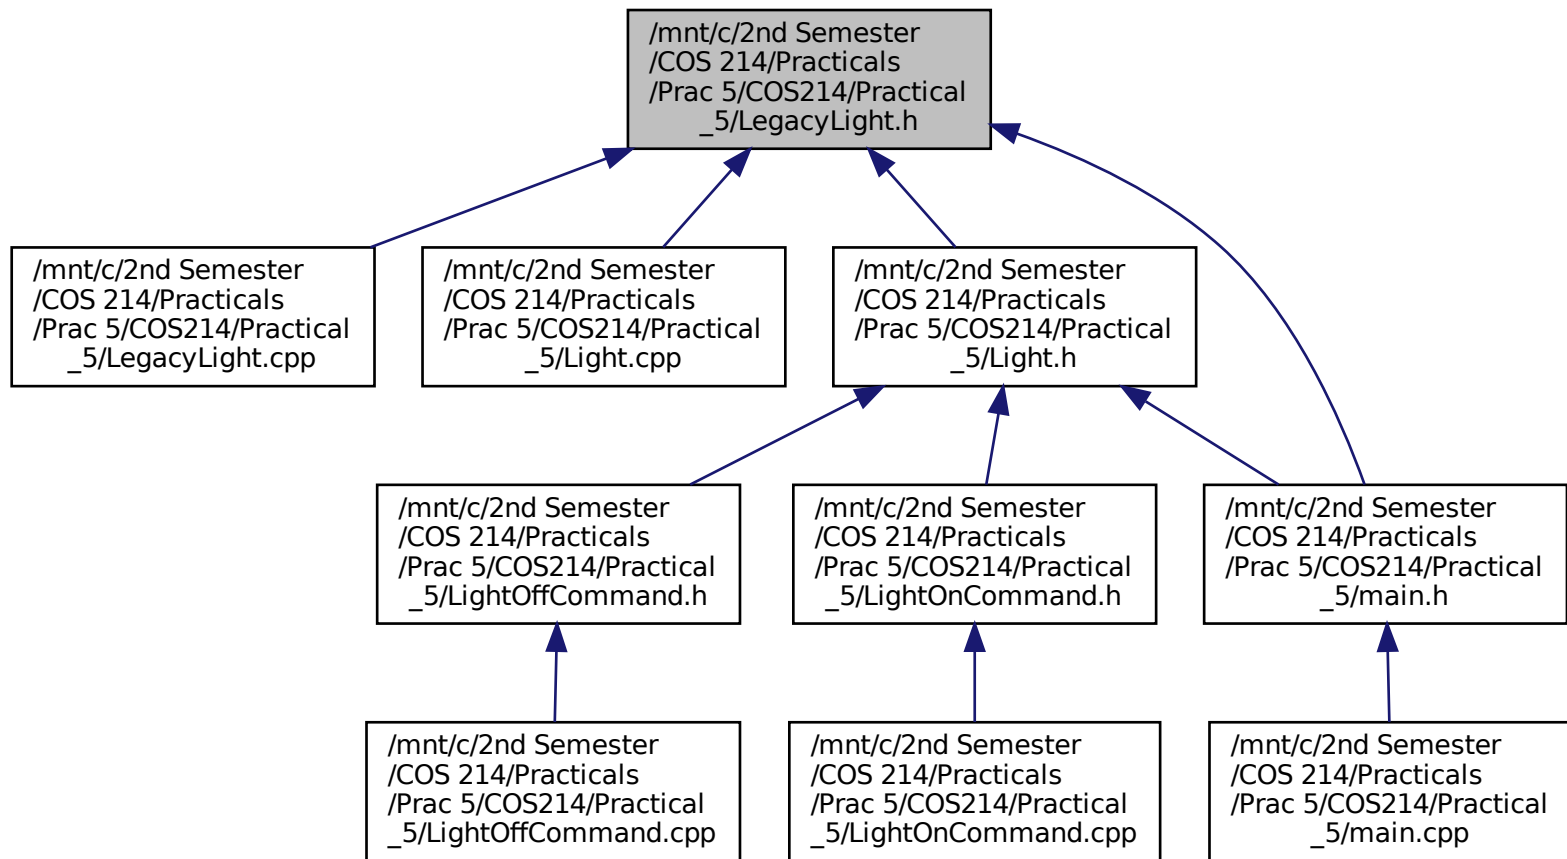 /mnt/c/2nd Semester
/COS 214/Practicals
/Prac 5/COS214/Practical
_5/LegacyLight.h
/mnt/c/2nd Semester
/COS 214/Practicals
/Prac 5/COS214/Practical
_5/LegacyLight.cpp
/mnt/c/2nd Semester
/COS 214/Practicals
/Prac 5/COS214/Practical
_5/Light.cpp
/mnt/c/2nd Semester
/COS 214/Practicals
/Prac 5/COS214/Practical
_5/Light.h
/mnt/c/2nd Semester
/COS 214/Practicals
/Prac 5/COS214/Practical
_5/LightOffCommand.h
/mnt/c/2nd Semester
/COS 214/Practicals
/Prac 5/COS214/Practical
_5/LightOnCommand.h
/mnt/c/2nd Semester
/COS 214/Practicals
/Prac 5/COS214/Practical
_5/main.h
/mnt/c/2nd Semester
/COS 214/Practicals
/Prac 5/COS214/Practical
_5/LightOffCommand.cpp
/mnt/c/2nd Semester
/COS 214/Practicals
/Prac 5/COS214/Practical
_5/LightOnCommand.cpp
/mnt/c/2nd Semester
/COS 214/Practicals
/Prac 5/COS214/Practical
_5/main.cpp